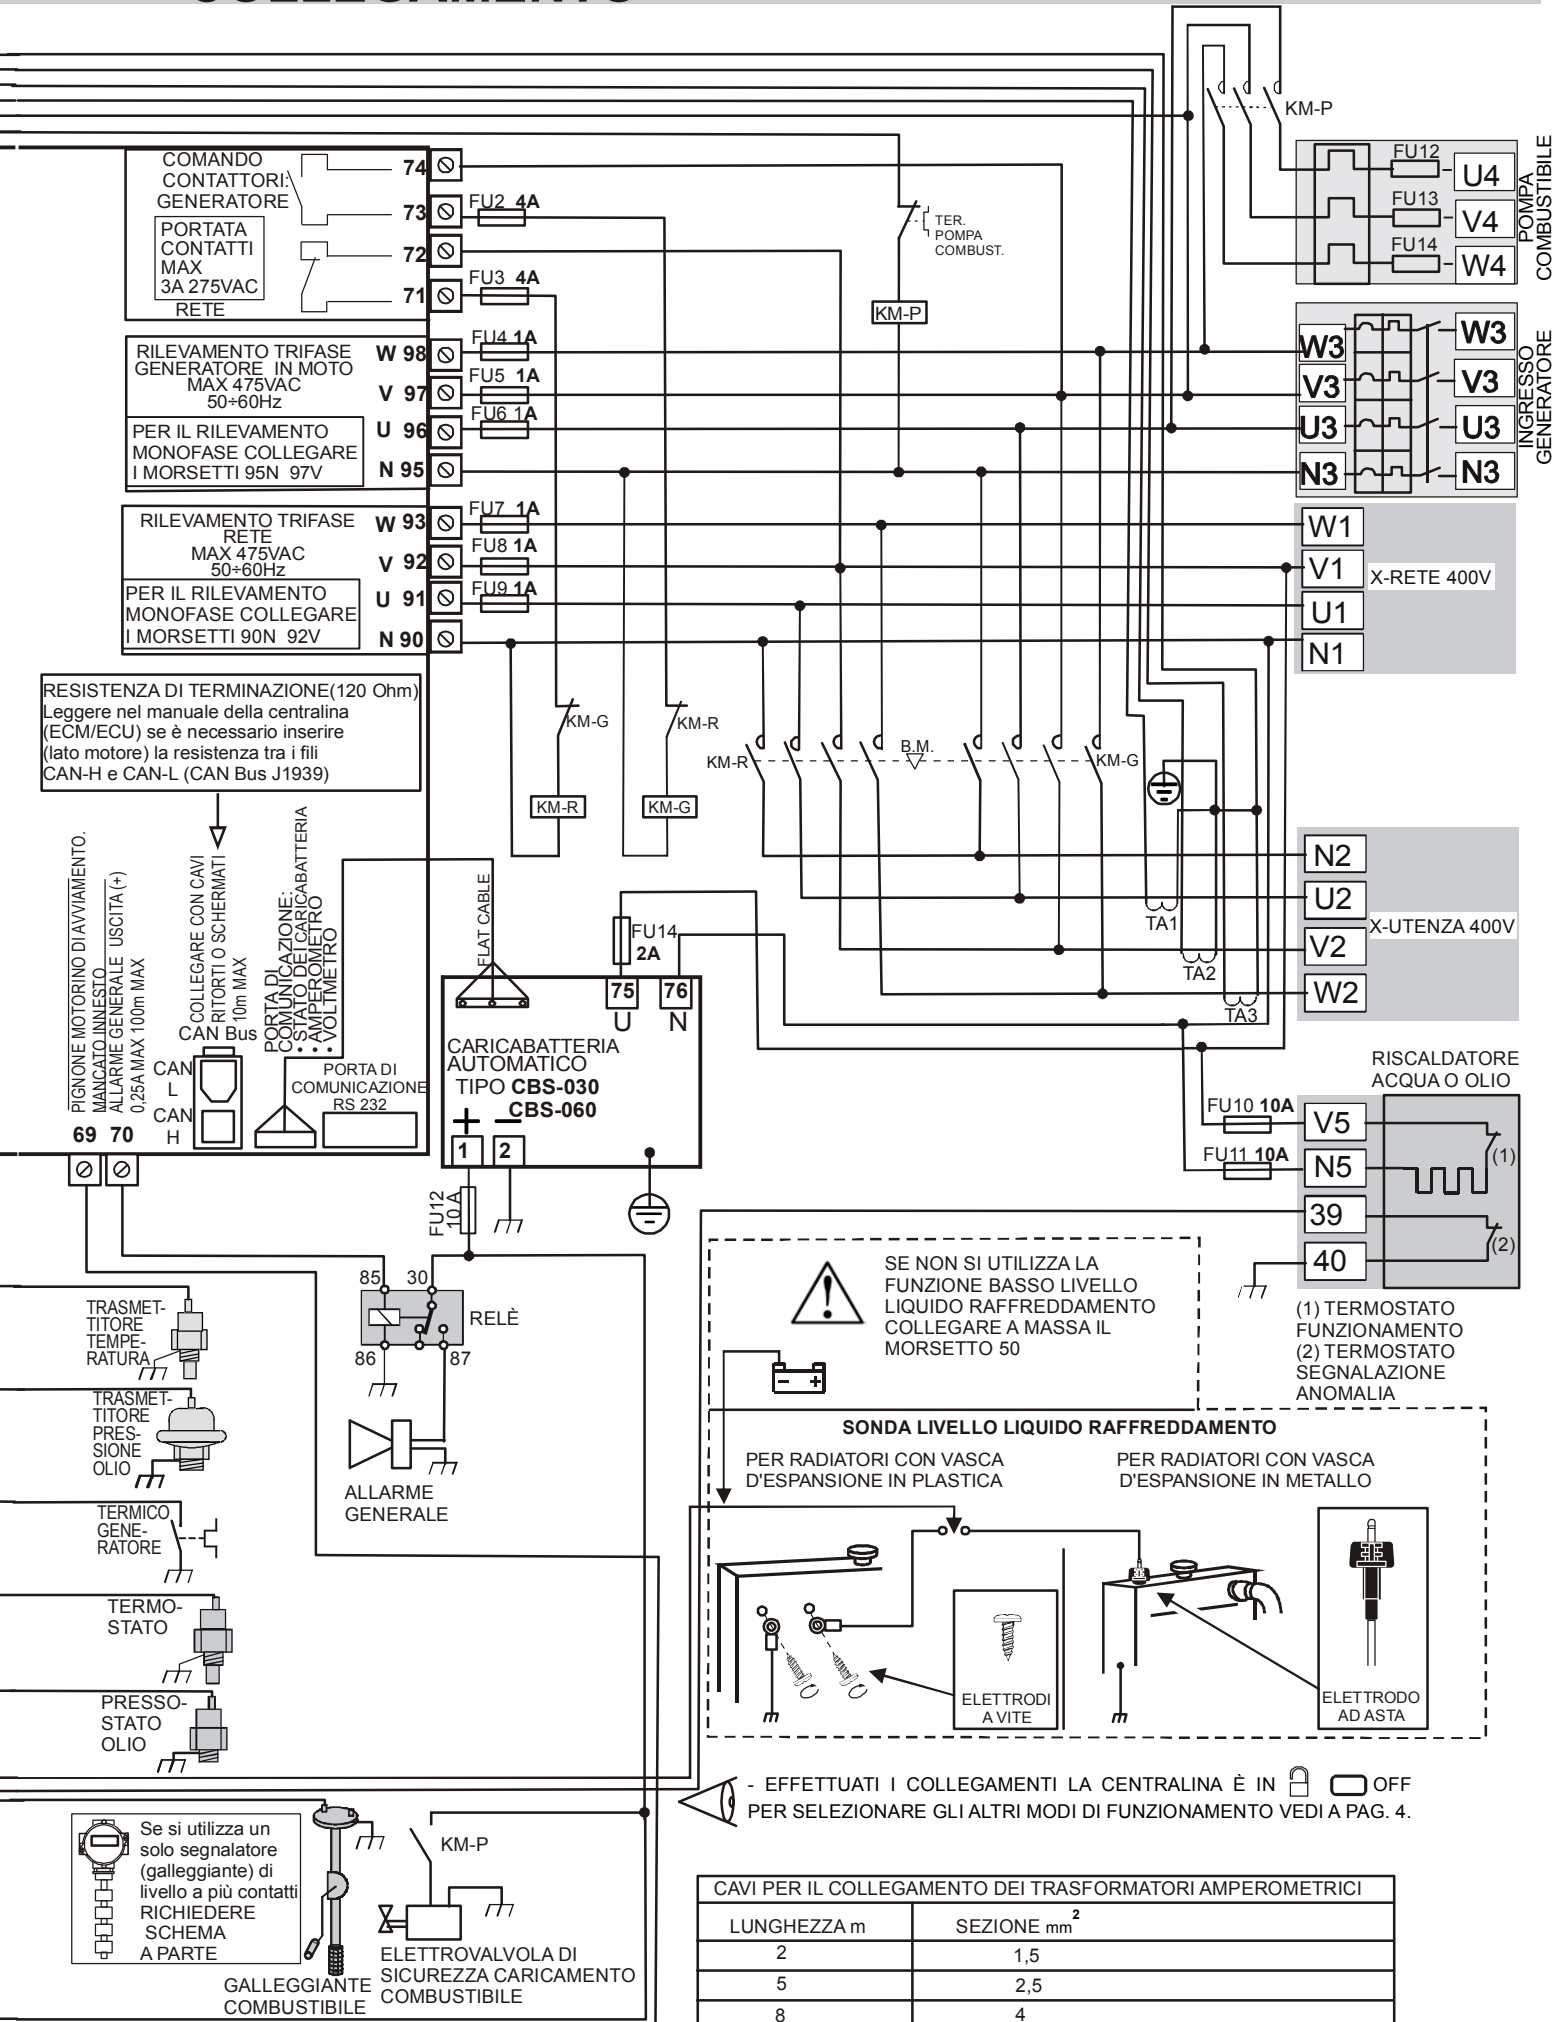 KM-P
COMANDO
CONTATTORI:
GENERATORE
PORTATA
CONTATTI
MAX
3A 275VAC
RETE
74
73
72
71
FU2 4A
FU3 4A
TER.
POMPA
COMBUST.
KM-P
FU12
U4
FU13
V4
FU14
W4
POMPA
COMBUSTIBILE
RILEVAMENTO TRIFASE
GENERATORE IN MOTO
MAX 475VAC
50÷60Hz
PER IL RILEVAMENTO
MONOFASE COLLEGARE
I MORSETTI 95N 97V
W 98
V 97
U 96
N 95
FU4 1A
FU5 1A
FU6 1A
W3
W3
V3
V3
U3
U3
N3
N3
INGRESSO
GENERATORE
RILEVAMENTO TRIFASE
RETE
MAX 475VAC
50÷60Hz
PER IL RILEVAMENTO
MONOFASE COLLEGARE
I MORSETTI 90N 92V
W 93
V 92
U 91
N 90
FU7 1A
FU8 1A
FU9 1A
W1
V1
U1
N1
X-RETE 400V
RESISTENZA DI TERMINAZIONE(120 Ohm)
Leggere nel manuale della centralina
(ECM/ECU) se è necessario inserire
(lato motore) la resistenza tra i fili
CAN-H e CAN-L (CAN Bus J1939)
KM-G
KM-R
KM-R
KM-G
KM-R
B.M.
KM-G
TA1
TA2
TA3
N2
U2
V2
W2
X-UTENZA 400V
PIGNONE MOTORINO DI AVVIAMENTO.
MANCATO INNESTO
ALLARME GENERALE USCITA (+)
0,25A MAX 100m MAX
69 70
COLLEGARE CON CAVI
RITORTI O SCHERMATI
10m MAX
CAN Bus
CAN
L
CAN
H
PORTA DI
COMUNICAZIONE:
• STATO DEI CARICABATTERIA
• AMPEROMETRO
• VOLTMETRO
PORTA DI
COMUNICAZIONE
RS 232
FLAT CABLE
FU14
2A
75
76
U
N
CARICABATTERIA
AUTOMATICO
TIPO CBS-030
CBS-060
+ −
1 2
FU12
10 A
RISCALDATORE
ACQUA O OLIO
FU10 10A
V5
FU11 10A
N5
39
40
(1)
(2)
(1) TERMOSTATO
FUNZIONAMENTO
(2) TERMOSTATO
SEGNALAZIONE
ANOMALIA
85
30
RELÈ
86
87
ALLARME
GENERALE
TRASMET-
TITORE
TEMPE-
RATURA
TRASMET-
TITORE
PRES-
SIONE
OLIO
TERMICO
GENE-
RATORE
TERMO-
STATO
PRESSO-
STATO
OLIO
SE NON SI UTILIZZA LA
FUNZIONE BASSO LIVELLO
LIQUIDO RAFFREDDAMENTO
COLLEGARE A MASSA IL
MORSETTO 50
- +
SONDA LIVELLO LIQUIDO RAFFREDDAMENTO
PER RADIATORI CON VASCA
D'ESPANSIONE IN PLASTICA
PER RADIATORI CON VASCA
D'ESPANSIONE IN METALLO
ELETTRODI
A VITE
ELETTRODO
AD ASTA
- EFFETTUATI I COLLEGAMENTI LA CENTRALINA È IN OFF
PER SELEZIONARE GLI ALTRI MODI DI FUNZIONAMENTO VEDI A PAG. 4.
Se si utilizza un
solo segnalatore
(galleggiante) di
livello a più contatti
RICHIEDERE
SCHEMA
A PARTE
GALLEGGIANTE
COMBUSTIBILE
KM-P
ELETTROVALVOLA DI
SICUREZZA CARICAMENTO
COMBUSTIBILE
CAVI PER IL COLLEGAMENTO DEI TRASFORMATORI AMPEROMETRICI
LUNGHEZZA m SEZIONE mm²
2 1,5
5 2,5
8 4